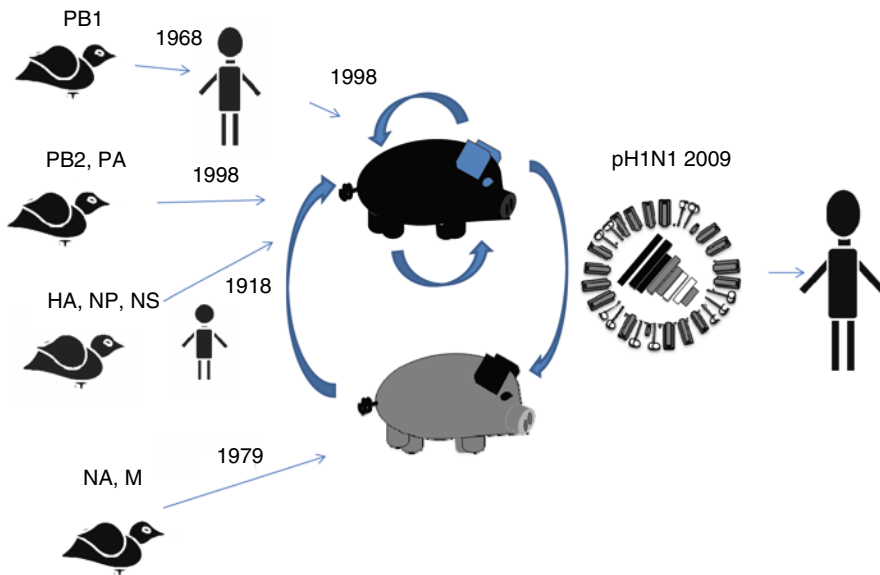 PB1
1968
1998
PB2, PA
1998
pH1N1 2009
HA, NP, NS
1918
1979
NA, M